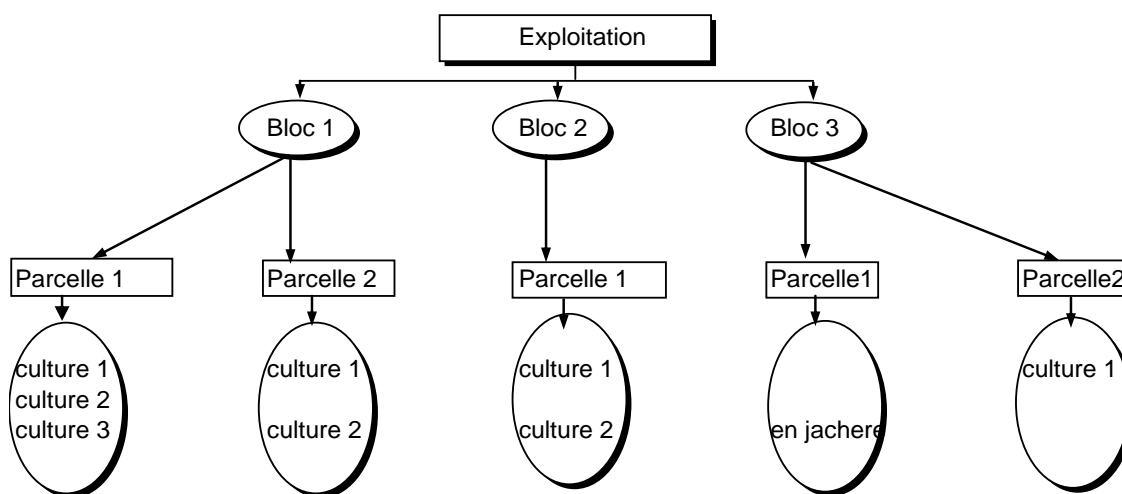 Exploitation
Bloc 1
Bloc 2
Bloc 3
Parcelle 1
Parcelle 2
Parcelle 1
Parcelle1
Parcelle2
culture 1
culture 2
culture 3
culture 1
culture 2
culture 1
culture 2
en jachere
culture 1